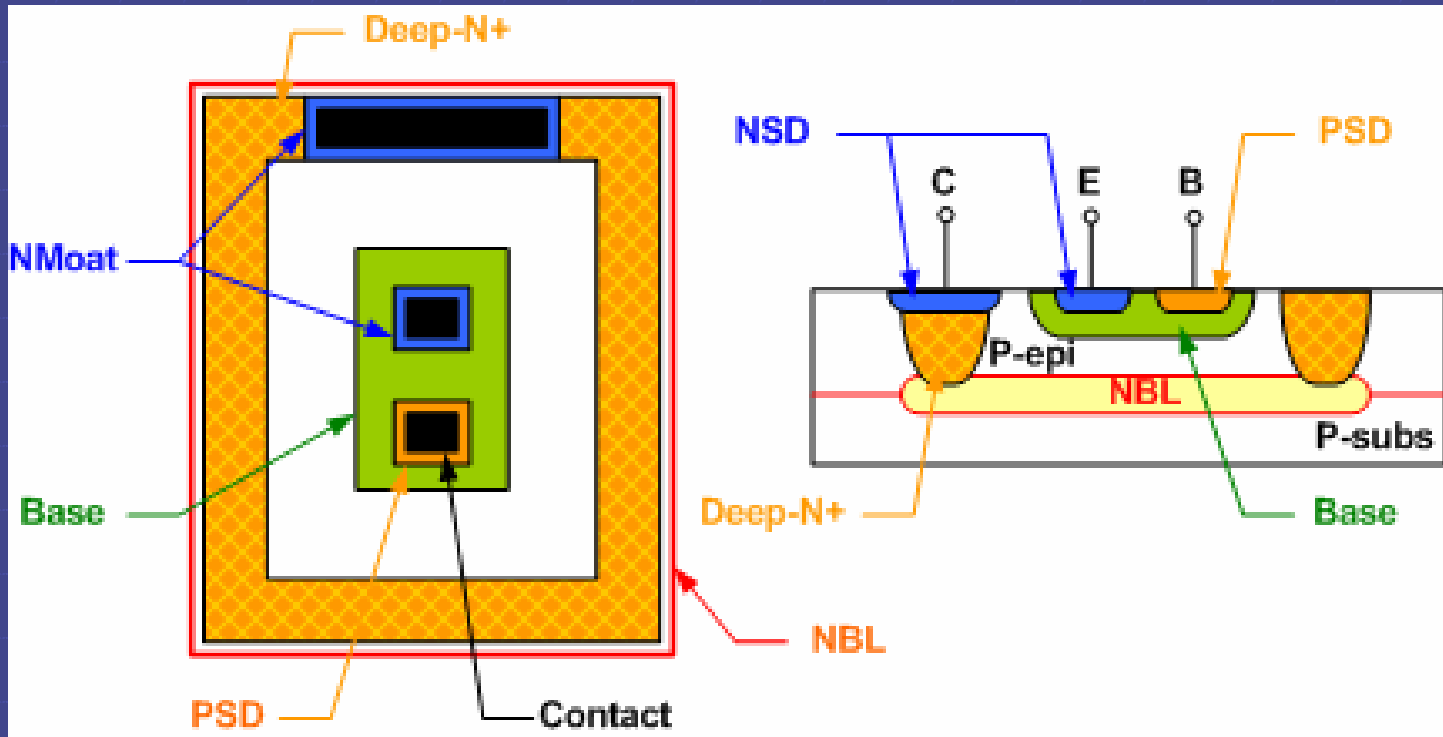 Deep-N+
NMoat
Base
PSD
Contact
NBL
NSD
PSD
C
E
B
P-epi
NBL
P-subs
Deep-N+
Base